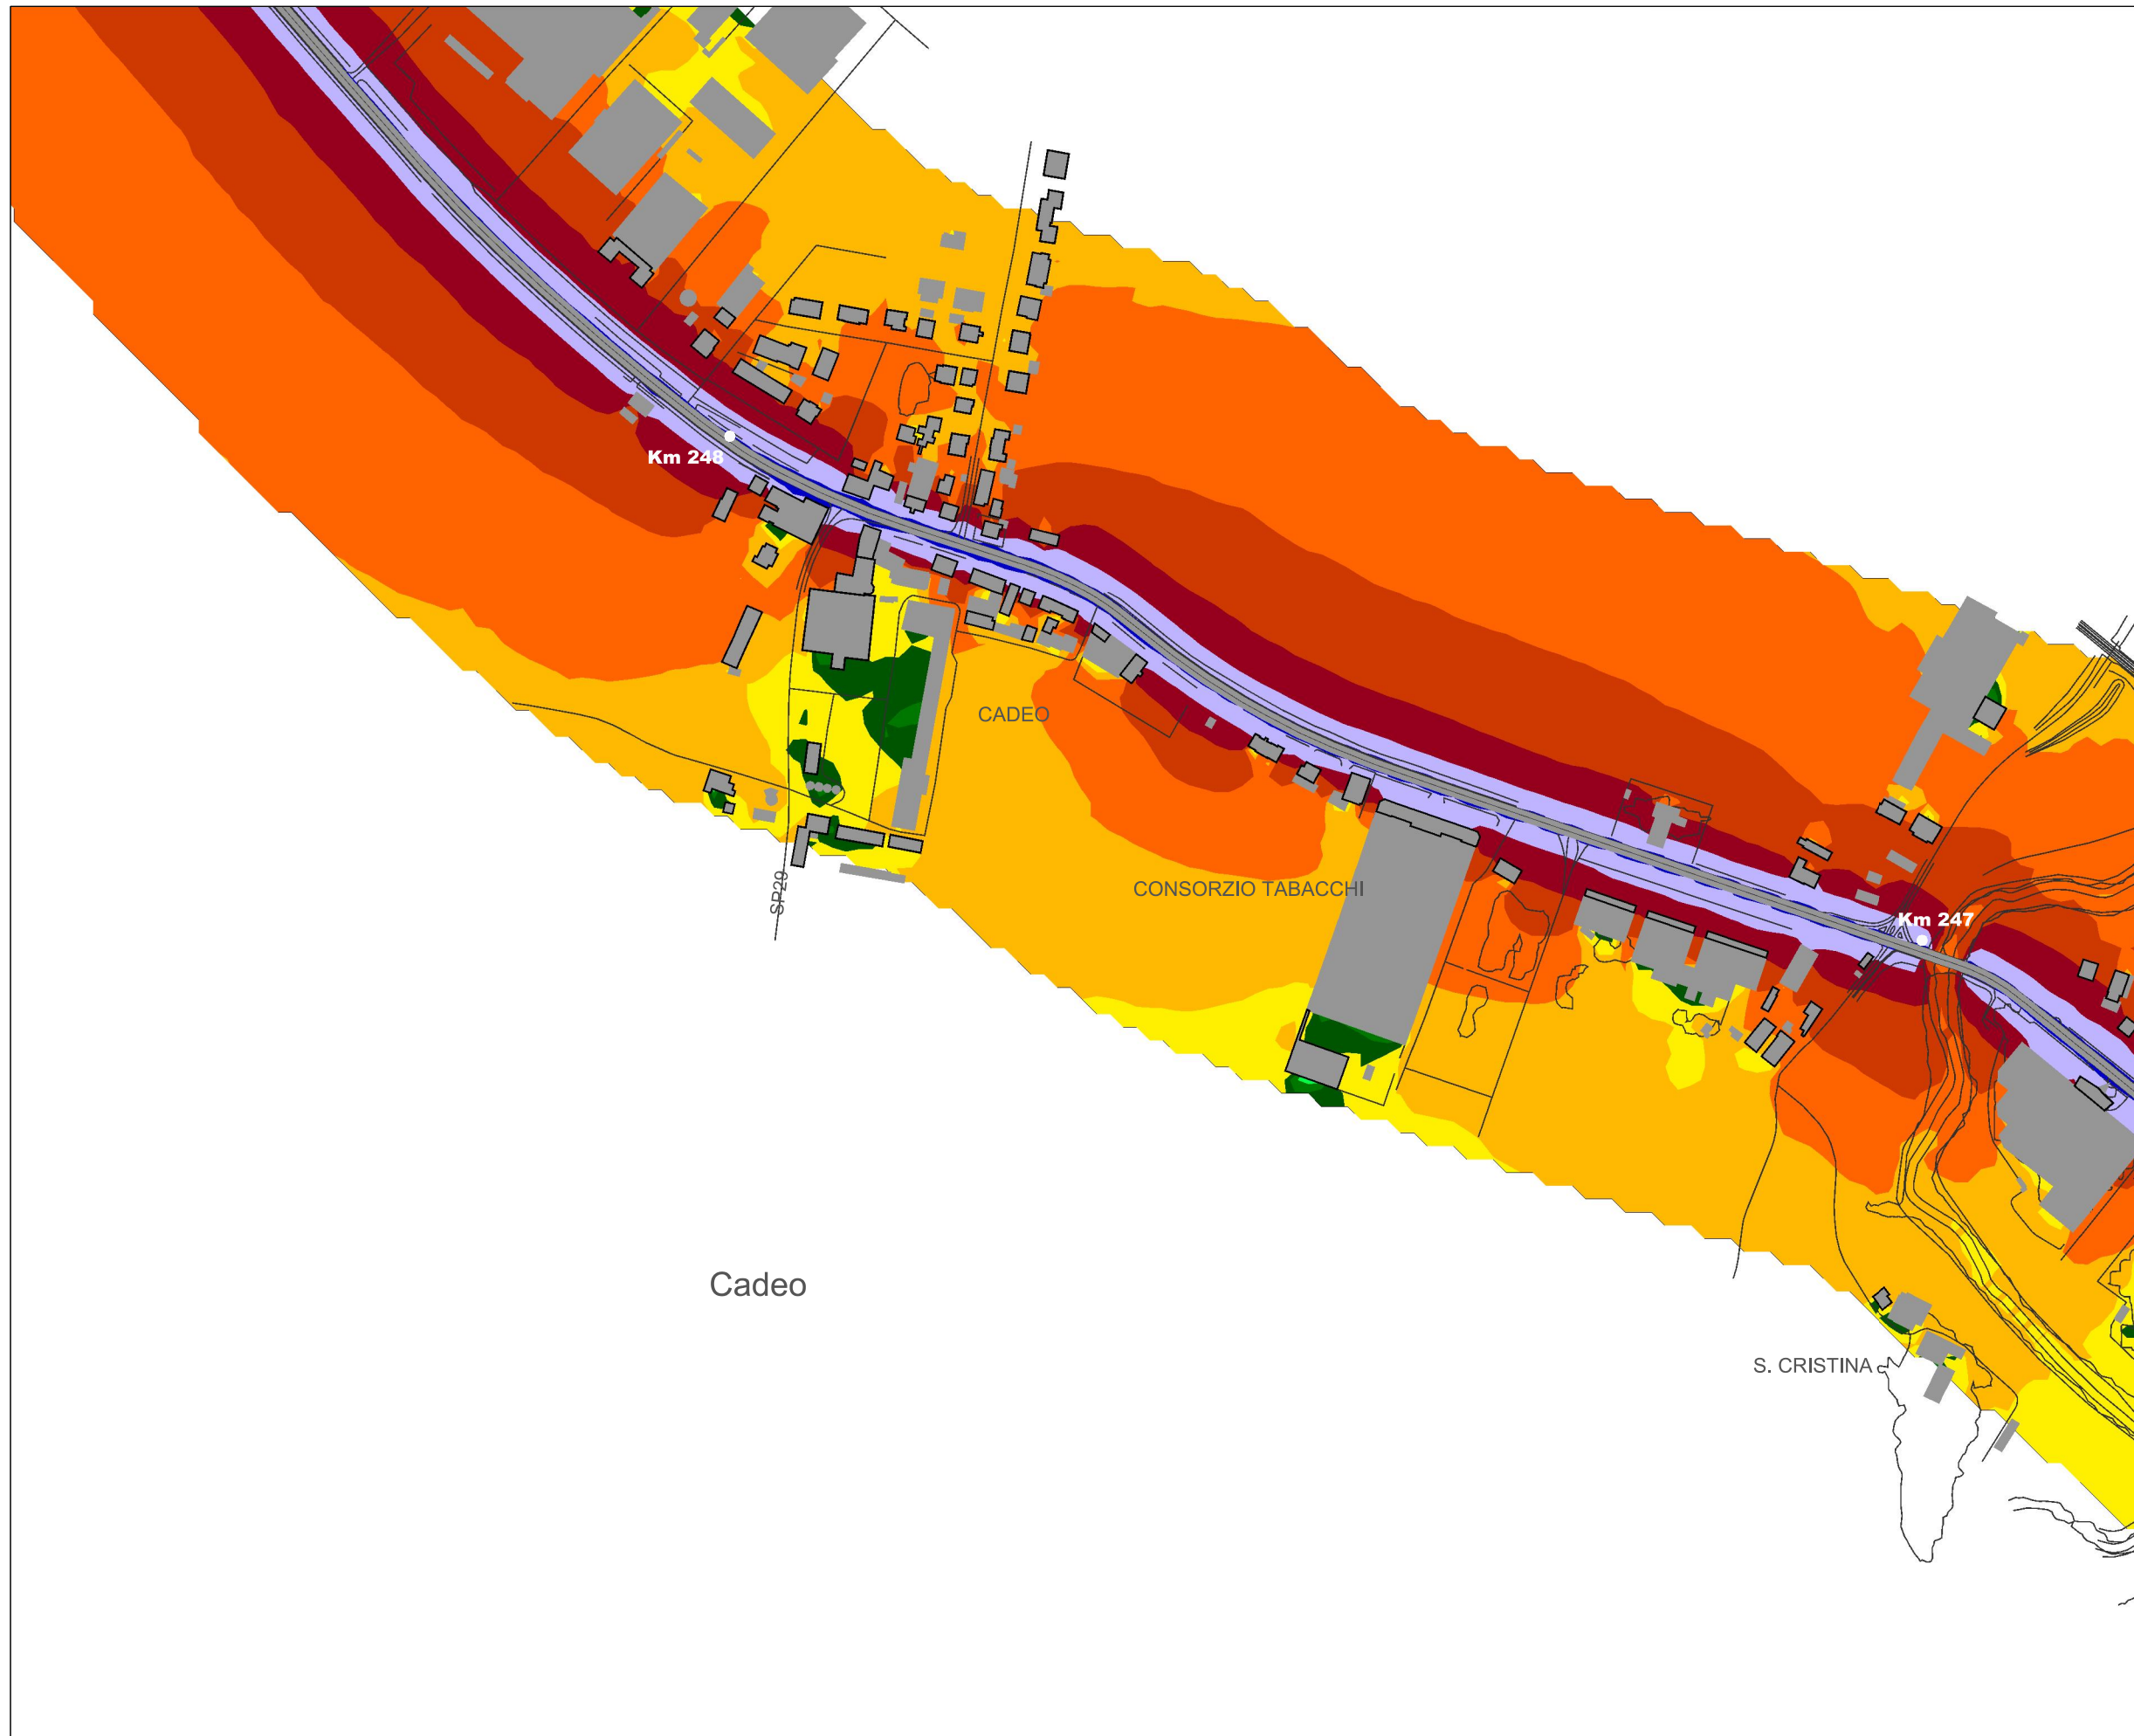 Km 248
CADEO
CONSORZIO TABACCHI
SP29
Km 247
Cadeo
S. CRISTINA